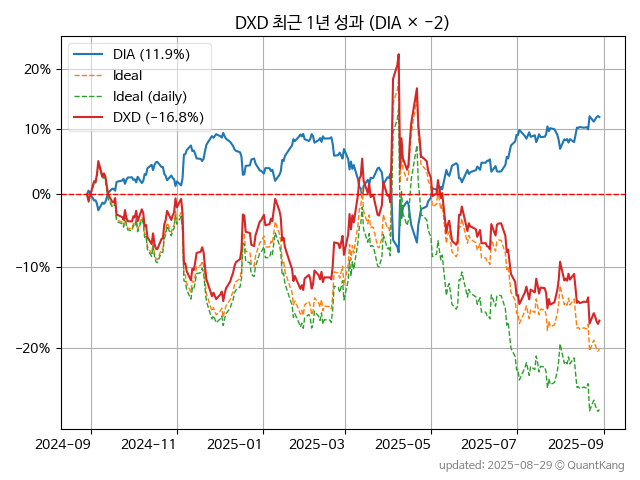 DXD 최근 1년 성과 (DIA × −2)
DIA (11.9%)
Ideal
Ideal (daily)
DXD (−16.8%)
20%
10%
0%
−10%
−20%
2024−09
2024−11
2025−01
2025−03
2025−05
2025−07
2025−09
updated: 2025−08−29 © QuantKang